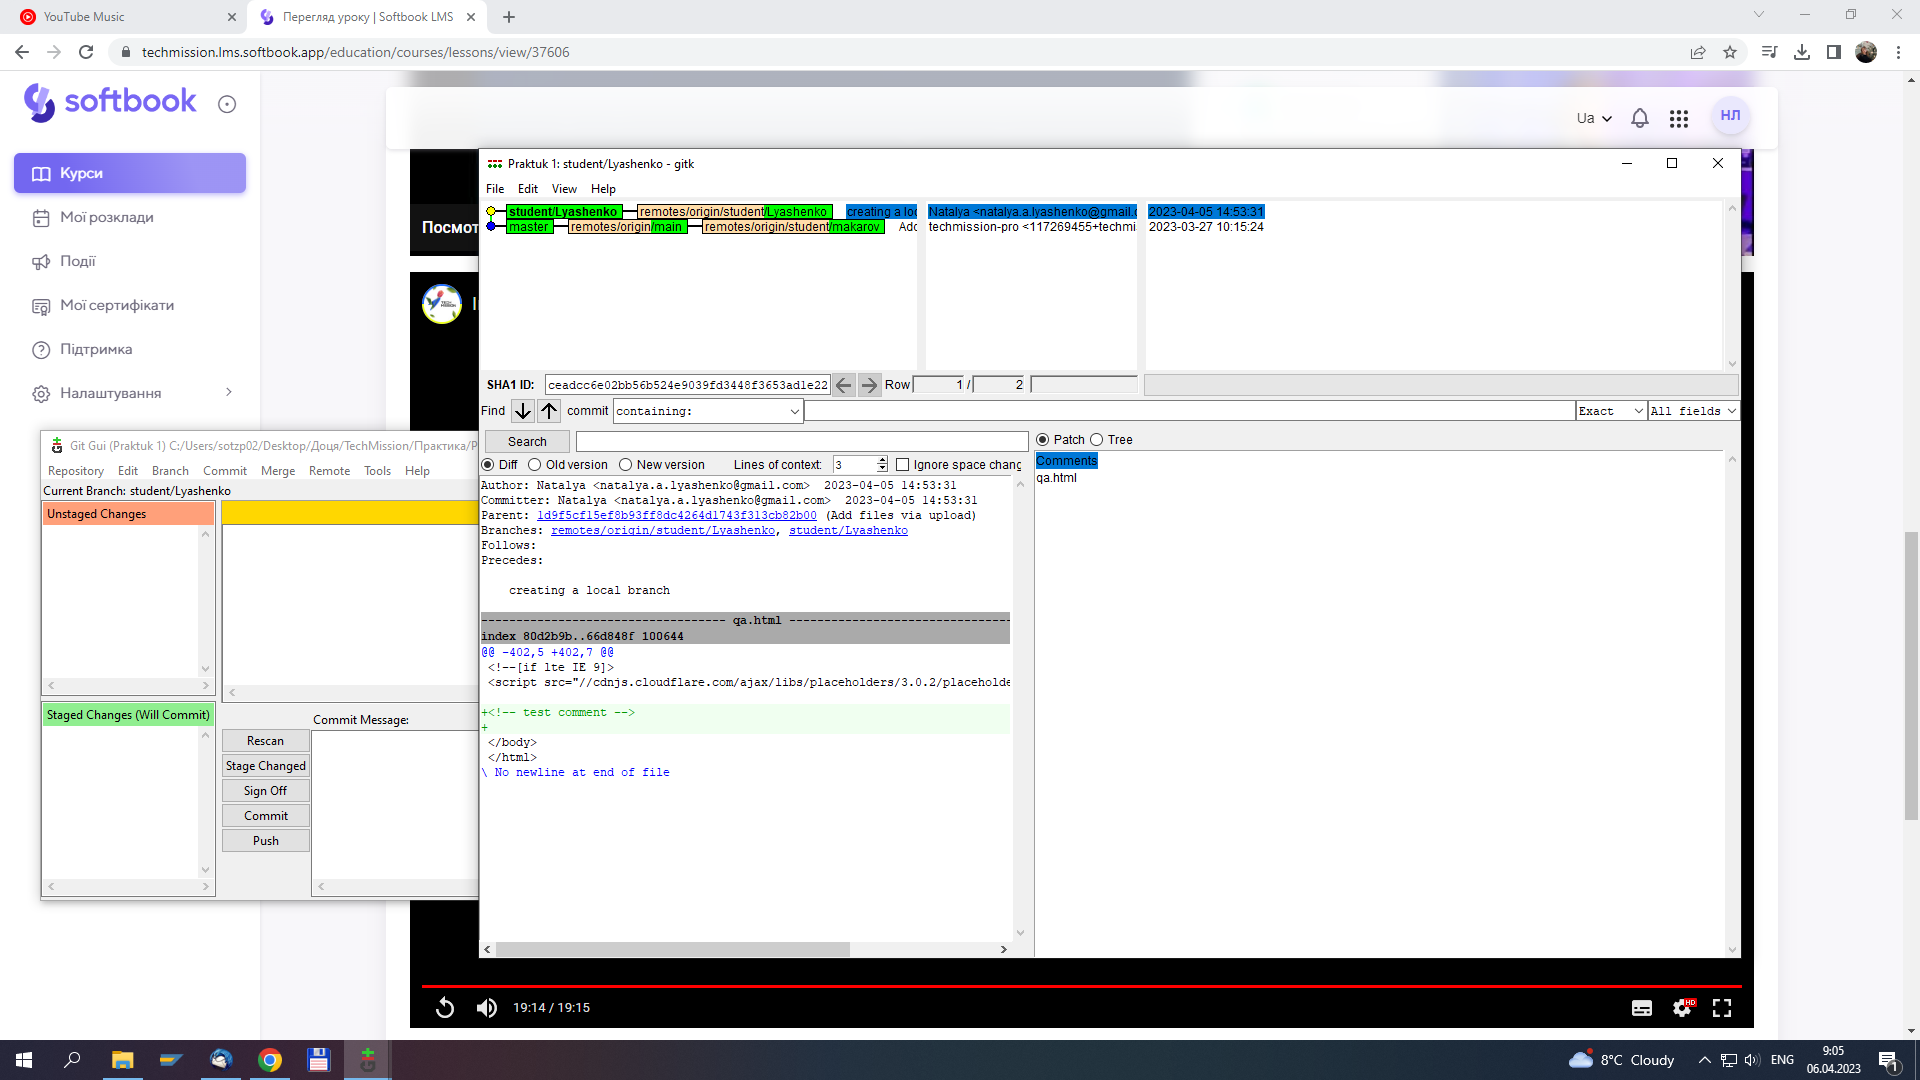 YouTube Music
Перегляд уроку | Softbook LMS
techmission.lms.softbook.app/education/courses/lessons/view/37606
softbook
Ua
НЛ
Курси
Мої розклади
Події
Мої сертифікати
Підтримка
Налаштування
Посмот
Praktuk 1: student/Lyashenko - gitk
File Edit View Help
student/Lyashenko remotes/origin/student/Lyashenko creating a loc Natalya <natalya.a.lyashenko@gmail.c 2023-04-05 14:53:31
master remotes/origin/main remotes/origin/student/makarov Adc techmission-pro <117269455+techmi 2023-03-27 10:15:24
SHA1 ID: ceadcc6e02bb56b524e9039fd3448f3653ad1e22 Row 1 / 2
Find commit containing: Exact All fields
Search
Patch Tree
Diff Old version New version Lines of context: 3 Ignore space chang
Comments
qa.html
Author: Natalya <natalya.a.lyashenko@gmail.com> 2023-04-05 14:53:31
Committer: Natalya <natalya.a.lyashenko@gmail.com> 2023-04-05 14:53:31
Parent: 1d9f5cf15ef8b93ff8dc4264d1743f313cb82b00 (Add files via upload)
Branches: remotes/origin/student/Lyashenko, student/Lyashenko
Follows:
Precedes:
creating a local branch
----------------------------------- qa.html --------------------------------
index 80d2b9b..66d848f 100644
@@ -402,5 +402,7 @@
<!--[if lte IE 9]>
<script src="//cdnjs.cloudflare.com/ajax/libs/placeholders/3.0.2/placeholde
+<!-- test comment -->
+
</body>
</html>
\ No newline at end of file
Git Gui (Praktuk 1) C:/Users/sotzp02/Desktop/Доця/TechMission/Практика/P
Repository Edit Branch Commit Merge Remote Tools Help
Current Branch: student/Lyashenko
Unstaged Changes
Staged Changes (Will Commit)
Commit Message:
Rescan
Stage Changed
Sign Off
Commit
Push
19:14 / 19:15
HD
8°C Cloudy
ENG
9:05
06.04.2023
1